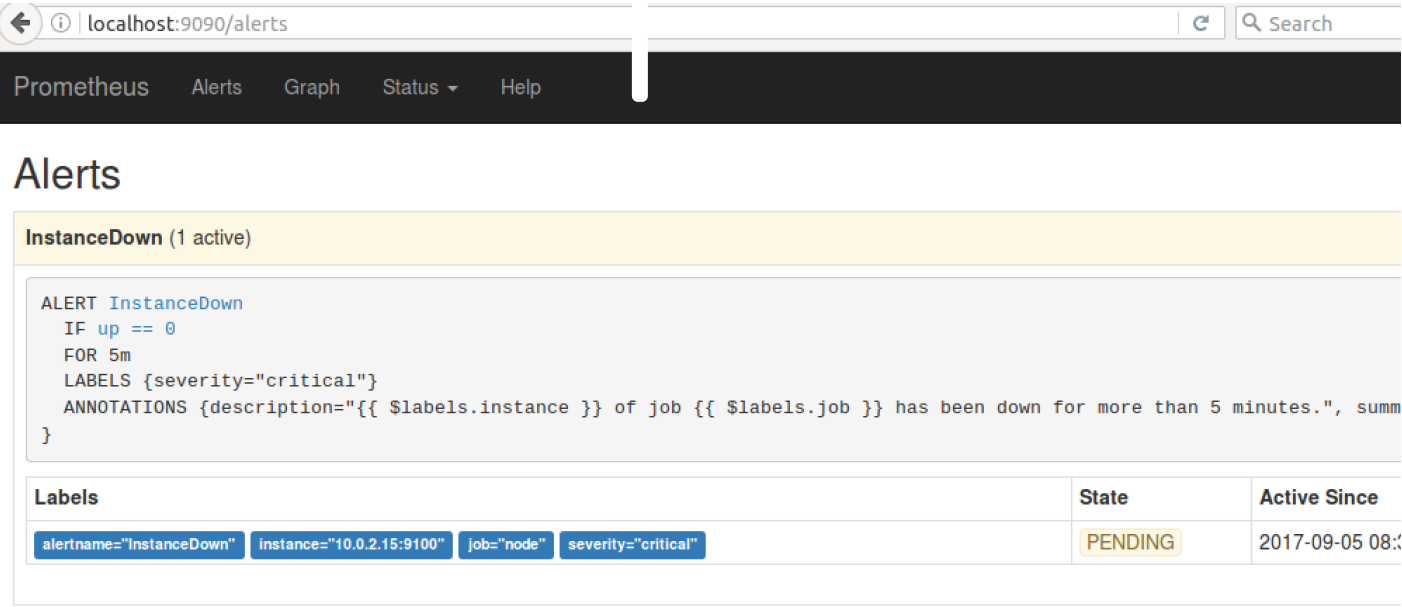 localhost:9090/alerts Search
Prometheus Alerts Graph Status Help
Alerts
InstanceDown (1 active)
ALERT InstanceDown
IF up == 0
FOR 5m
LABELS {severity="critical"}
ANNOTATIONS {description="{{ $labels.instance }} of job {{ $labels.job }} has been down for more than 5 minutes.", summ
}
Labels State Active Since
alertname="InstanceDown" instance="10.0.2.15:9100" job="node" severity="critical" PENDING 2017-09-05 08: